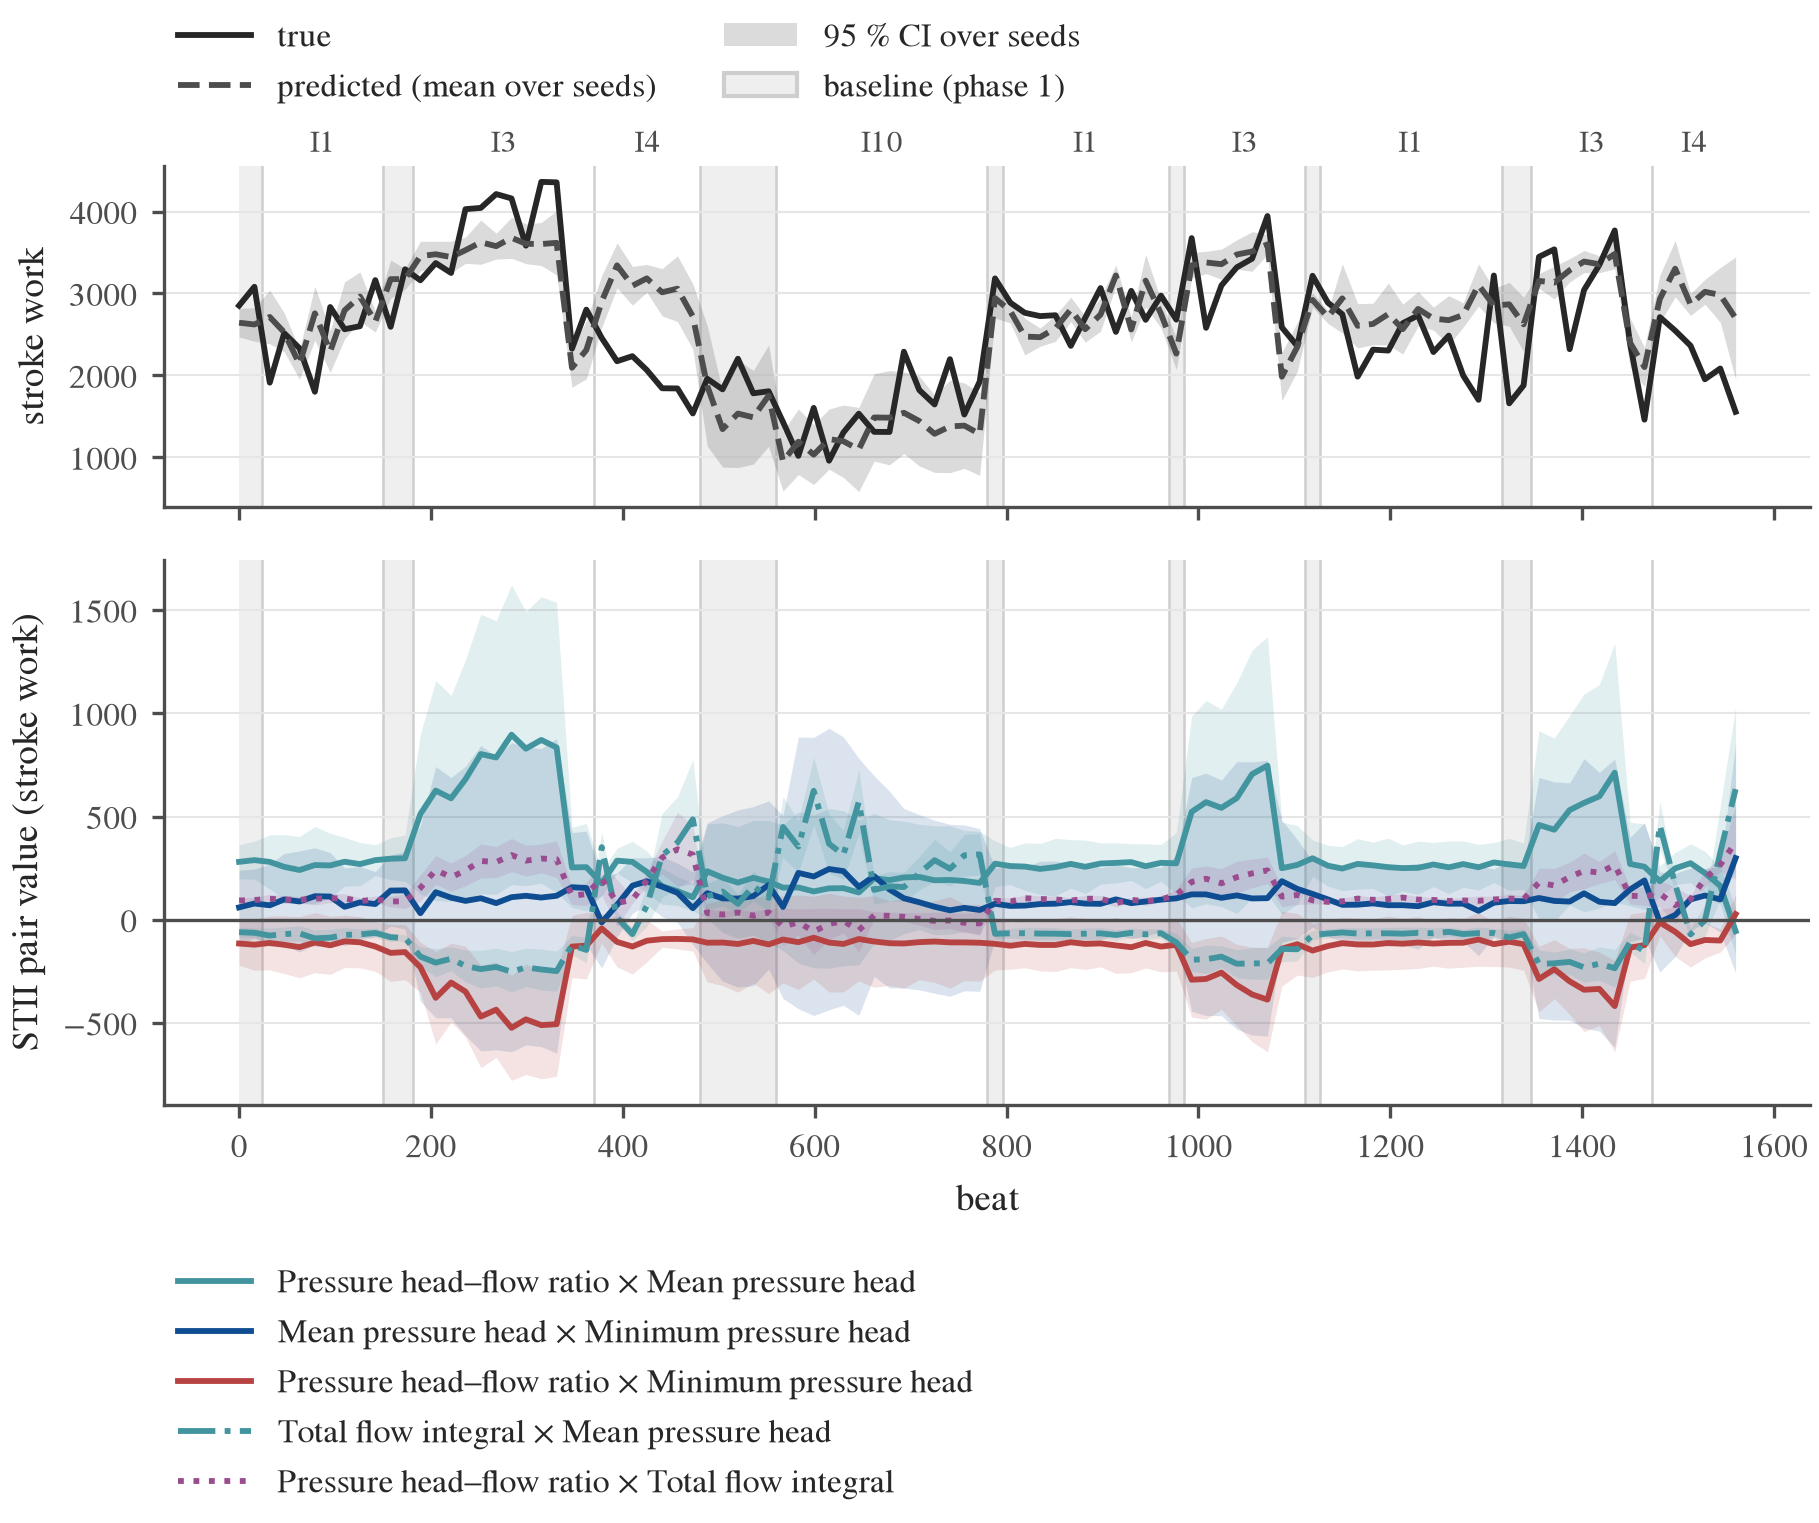 true
predicted (mean over seeds)
95 % CI over seeds
baseline (phase 1)
I1 I3 I4 I10 I1 I3 I1 I3 I4
stroke work
4000
3000
2000
1000
STII pair value (stroke work)
1500
1000
500
0
−500
0 200 400 600 800 1000 1200 1400 1600
beat
Pressure head–flow ratio × Mean pressure head
Mean pressure head × Minimum pressure head
Pressure head–flow ratio × Minimum pressure head
Total flow integral × Mean pressure head
Pressure head–flow ratio × Total flow integral